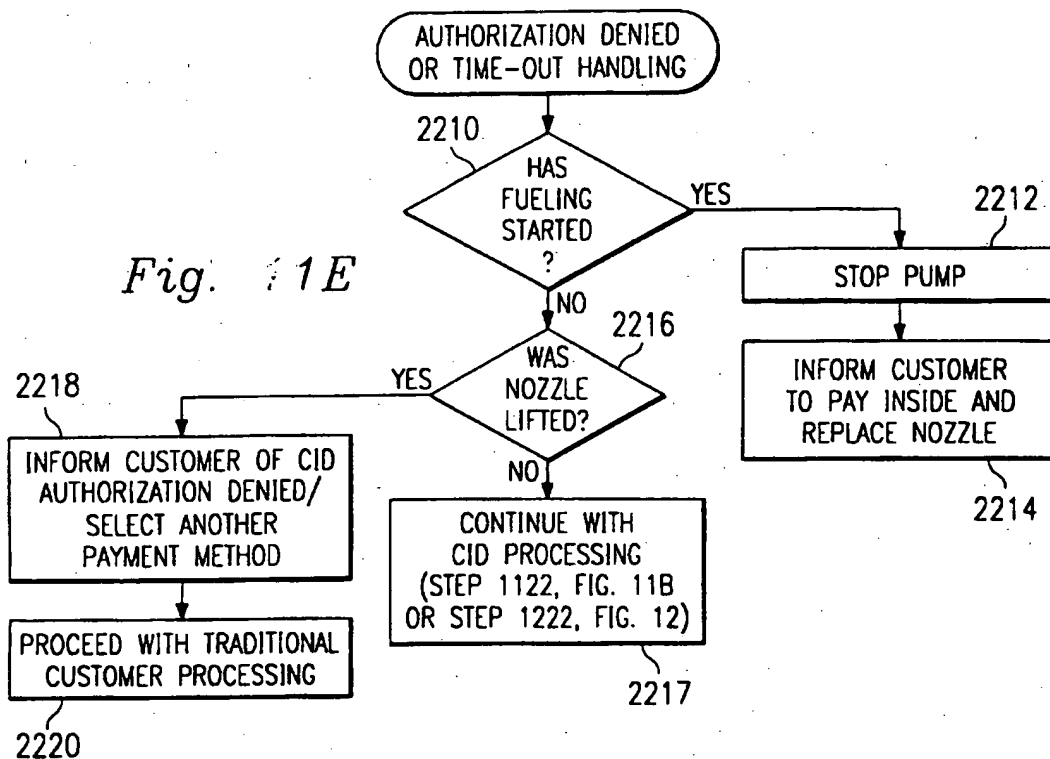 AUTHORIZATION DENIED
OR TIME-OUT HANDLING
2210
HAS
FUELING
STARTED
?
YES
2212
STOP PUMP
Fig. 11E
NO
2216
WAS
NOZZLE
LIFTED?
YES
INFORM CUSTOMER
TO PAY INSIDE AND
REPLACE NOZZLE
2214
2218
INFORM CUSTOMER OF CID
AUTHORIZATION DENIED/
SELECT ANOTHER
PAYMENT METHOD
NO
CONTINUE WITH
CID PROCESSING
(STEP 1122, FIG. 11B
OR STEP 1222, FIG. 12)
2217
PROCEED WITH TRADITIONAL
CUSTOMER PROCESSING
2220